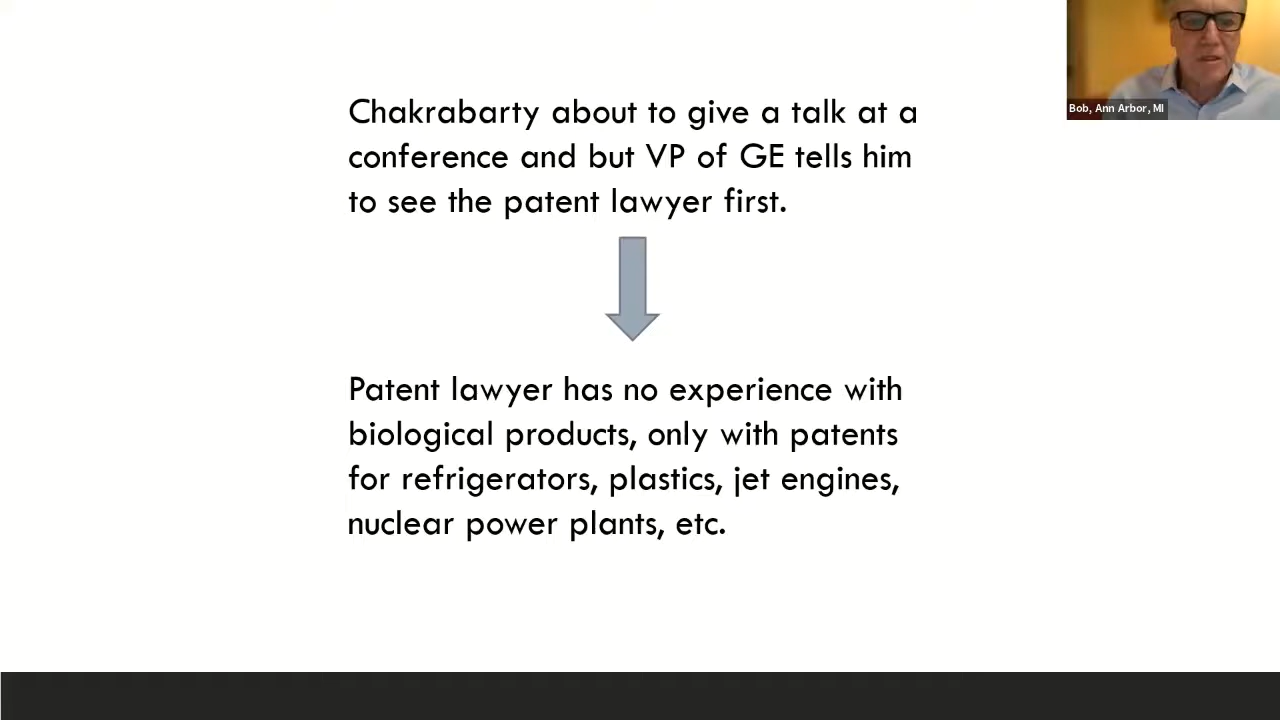 Chakrabarty about to give a talk at a
conference and but VP of GE tells him
to see the patent lawyer first.
Patent lawyer has no experience with
biological products, only with patents
for refrigerators, plastics, jet engines,
nuclear power plants, etc.
Bob, Ann Arbor, MI